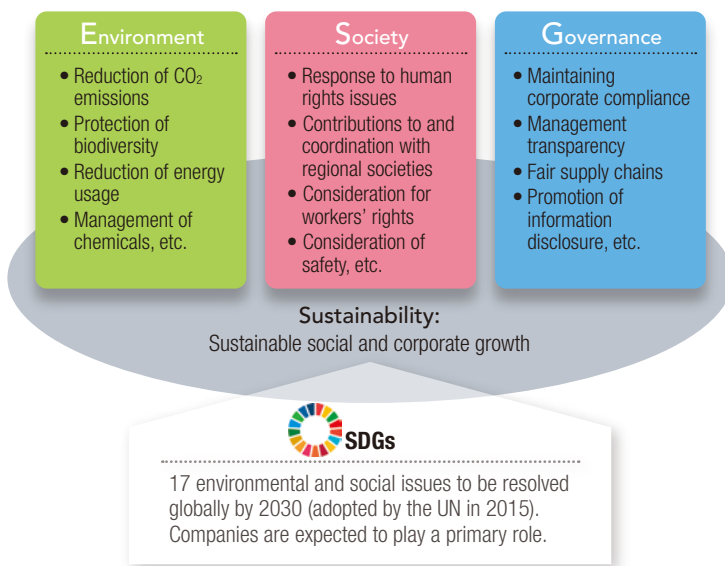 Environment
• Reduction of CO₂
emissions
• Protection of
biodiversity
• Reduction of energy
usage
• Management of
chemicals, etc.
Society
• Response to human
rights issues
• Contributions to and
coordination with
regional societies
• Consideration for
workers’ rights
• Consideration of
safety, etc.
Governance
• Maintaining
corporate compliance
• Management
transparency
• Fair supply chains
• Promotion of
information
disclosure, etc.
Sustainability:
Sustainable social and corporate growth
SDGs
17 environmental and social issues to be resolved
globally by 2030 (adopted by the UN in 2015).
Companies are expected to play a primary role.